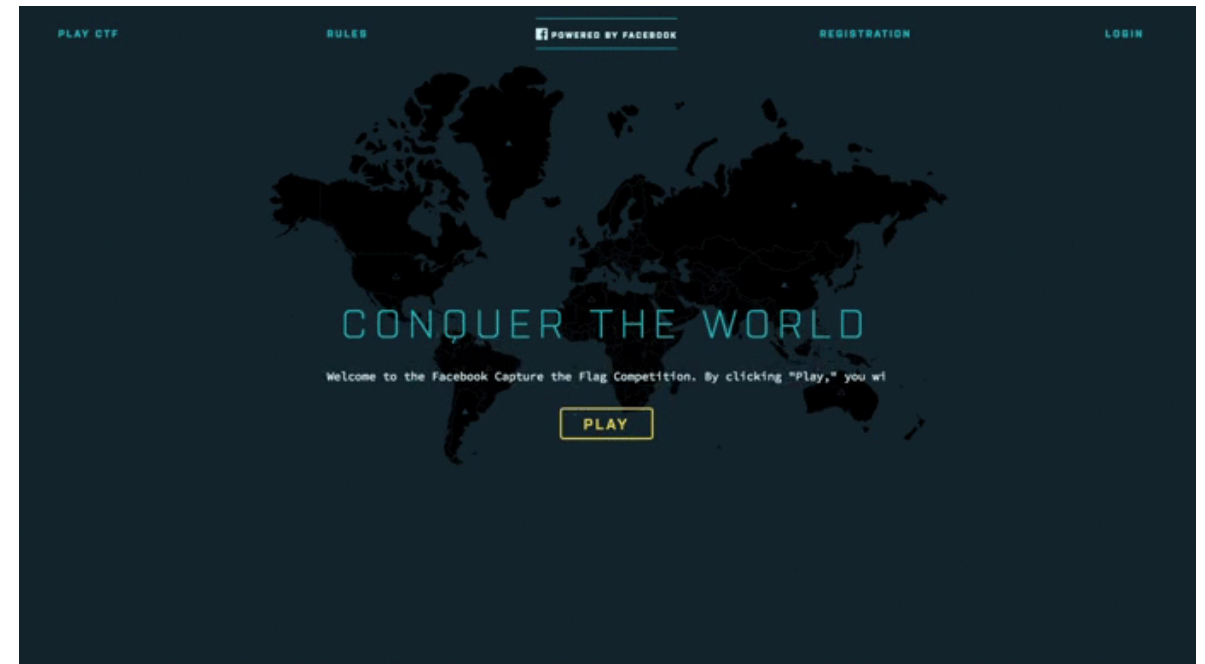 PLAY CTF
RULES
POWERED BY FACEBOOK
REGISTRATION
LOGIN
CONQUER THE WORLD
Welcome to the Facebook Capture the Flag Competition. By clicking "Play," you wi
PLAY